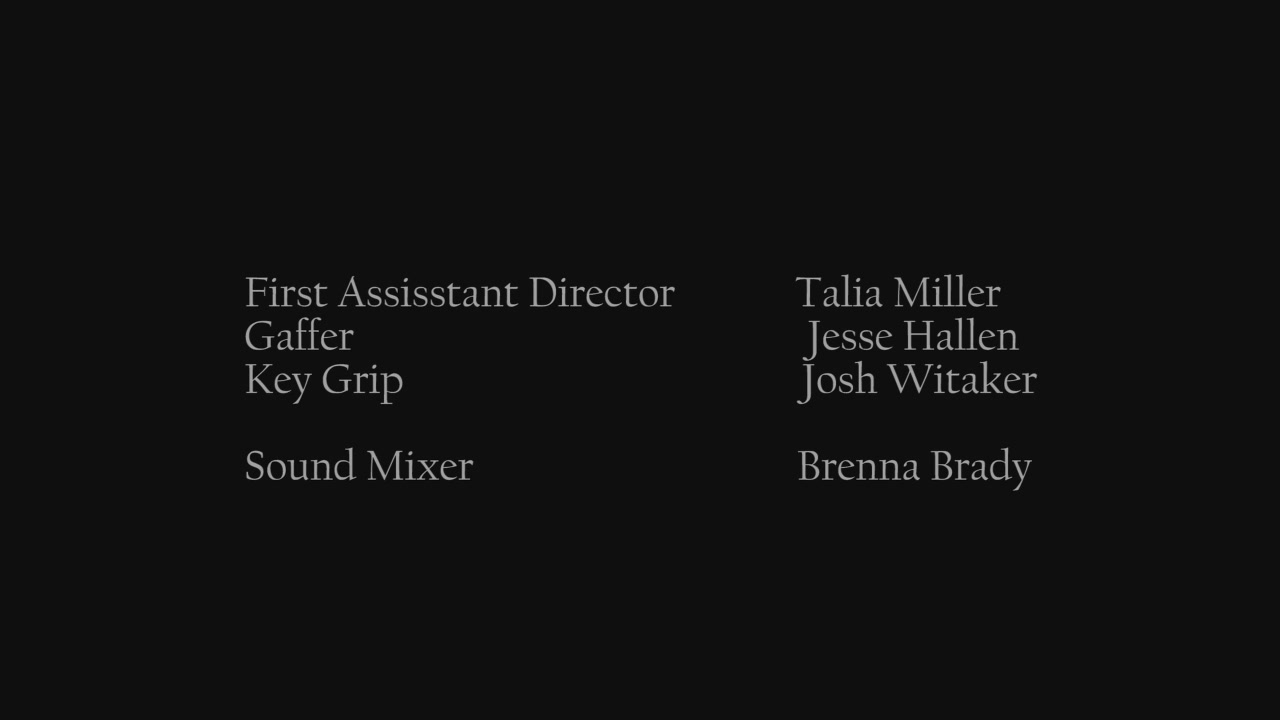 First Assisstant Director Talia Miller
Gaffer Jesse Hallen
Key Grip Josh Witaker
Sound Mixer Brenna Brady